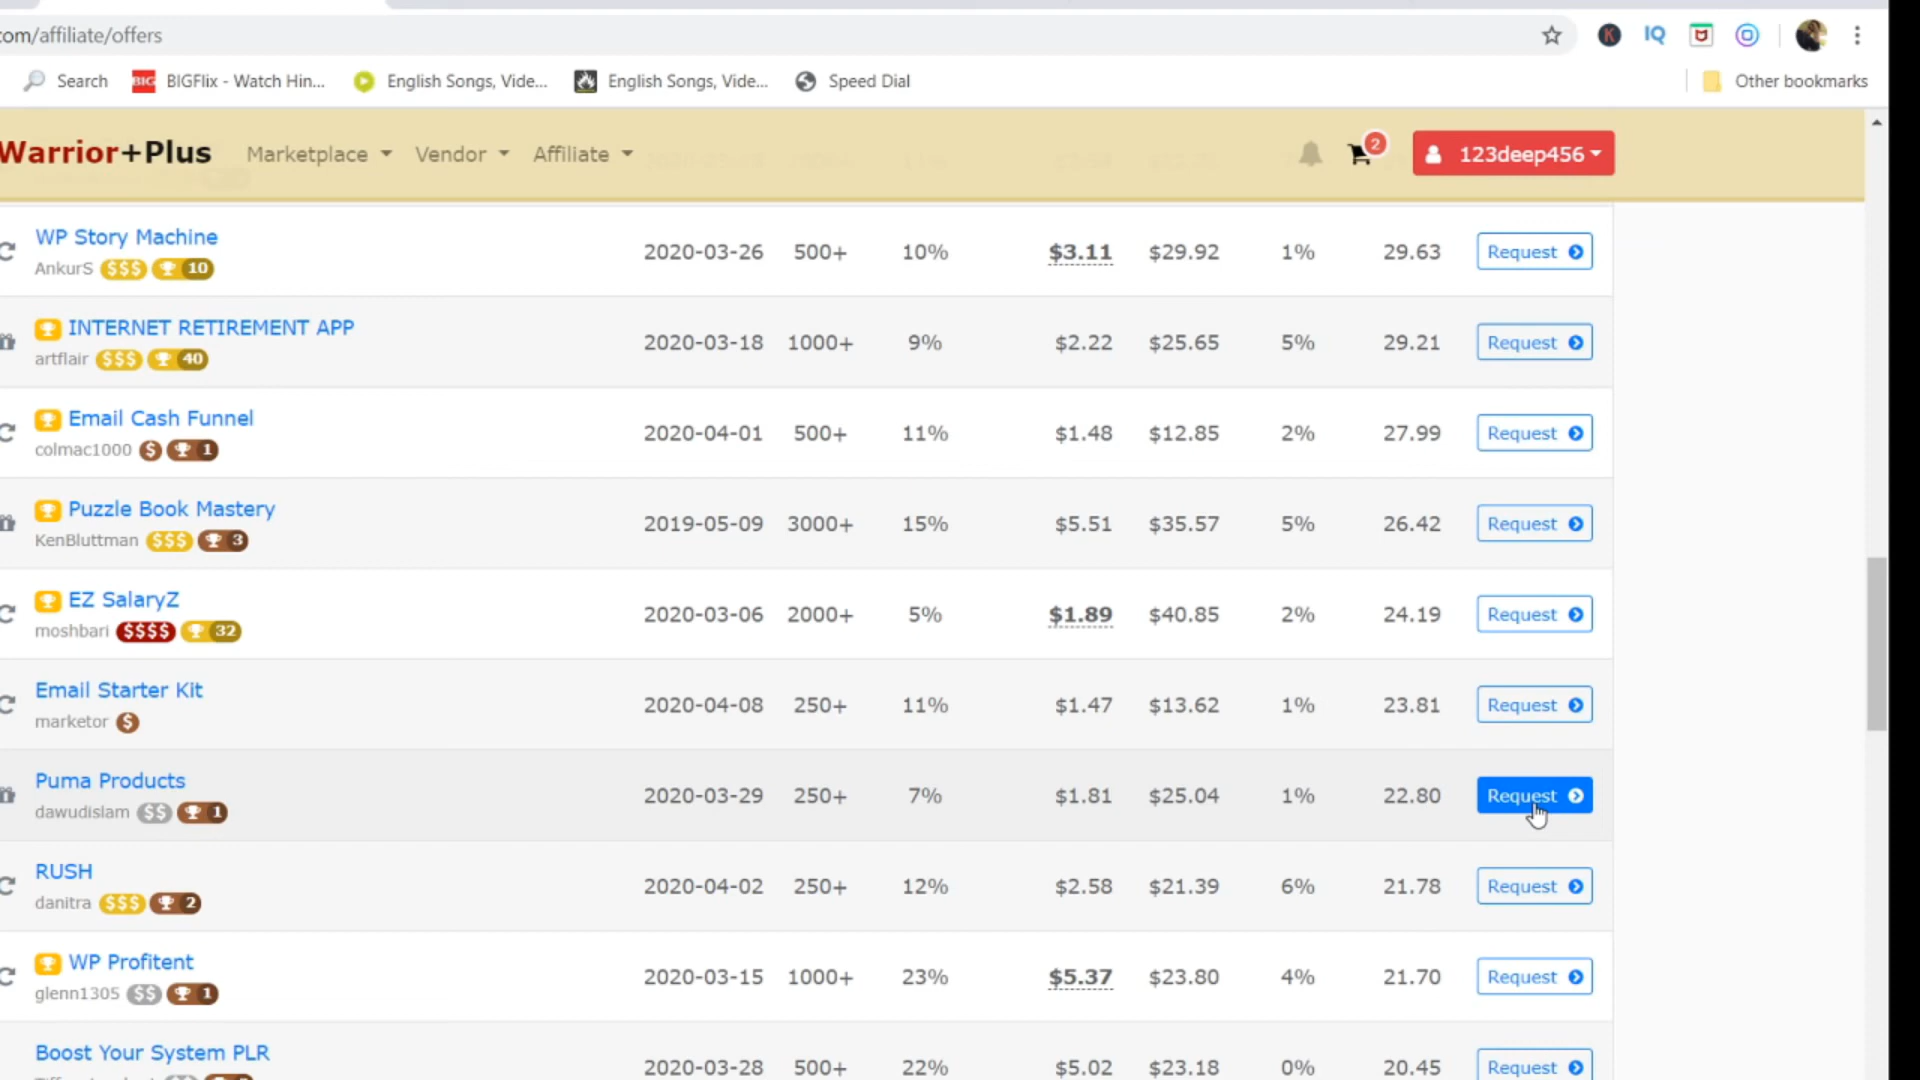 com/affiliate/offers
K IQ
Search BIG BIGFlix - Watch Hin... English Songs, Vide... English Songs, Vide... Speed Dial Other bookmarks
Warrior+Plus Marketplace Vendor Affiliate 2 123deep456
WP Story Machine 2020-03-26 500+ 10% $3.11 $29.92 1% 29.63 Request
AnkurS $$$ 10
INTERNET RETIREMENT APP 2020-03-18 1000+ 9% $2.22 $25.65 5% 29.21 Request
artflair $$$ 40
Email Cash Funnel 2020-04-01 500+ 11% $1.48 $12.85 2% 27.99 Request
colmac1000 $ 1
Puzzle Book Mastery 2019-05-09 3000+ 15% $5.51 $35.57 5% 26.42 Request
KenBluttman $$$ 3
EZ SalaryZ 2020-03-06 2000+ 5% $1.89 $40.85 2% 24.19 Request
moshbari $$$$ 32
Email Starter Kit 2020-04-08 250+ 11% $1.47 $13.62 1% 23.81 Request
marketor $
Puma Products 2020-03-29 250+ 7% $1.81 $25.04 1% 22.80 Request
dawudislam $$ 1
RUSH 2020-04-02 250+ 12% $2.58 $21.39 6% 21.78 Request
danitra $$$ 2
WP Profitent 2020-03-15 1000+ 23% $5.37 $23.80 4% 21.70 Request
glenn1305 $$ 1
Boost Your System PLR 2020-03-28 500+ 22% $5.02 $23.18 0% 20.45 Request